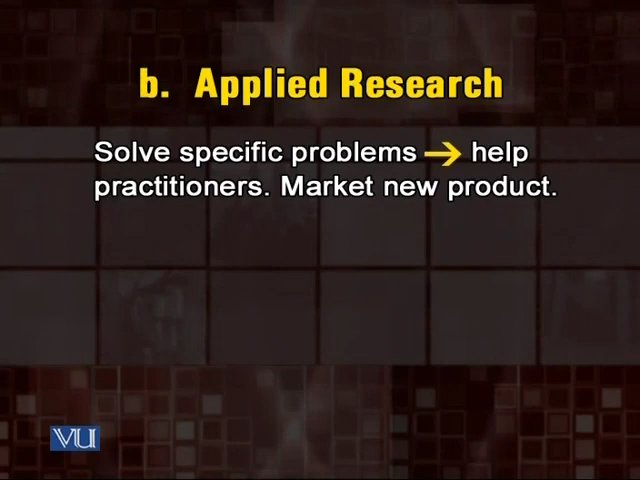 b. Applied Research
Solve specific problems → help
practitioners. Market new product.
VU